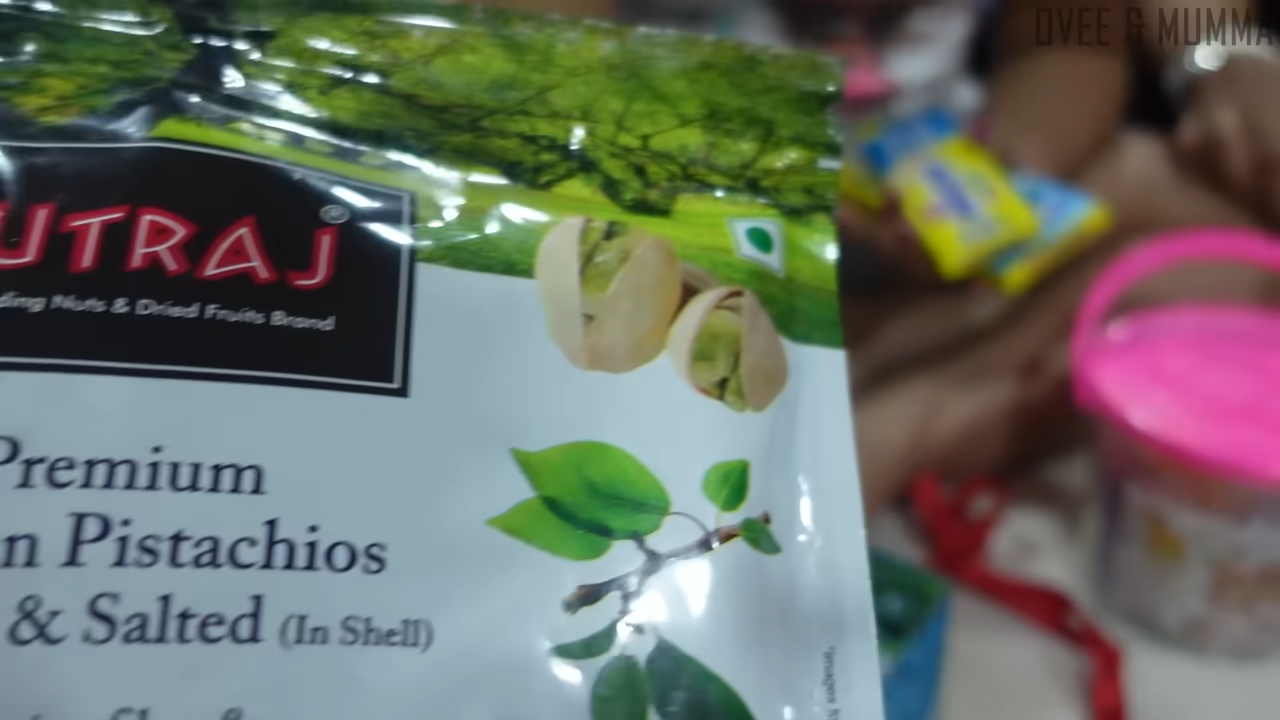 OVEE & MUMMA
UTRAJ®
ding Nuts & Dried Fruits Brand
Premium
n Pistachios
& Salted (In Shell)